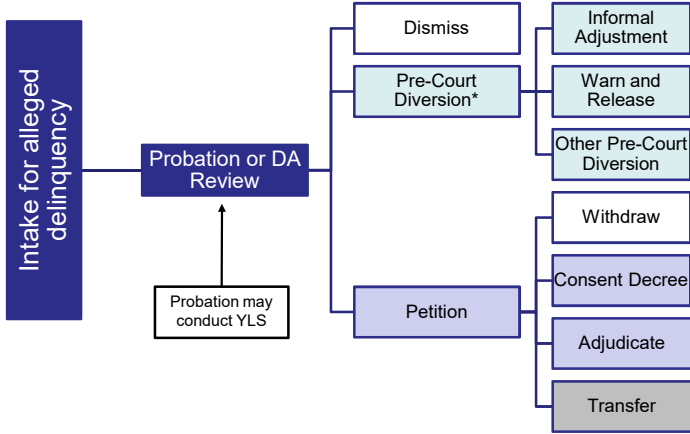 Intake for alleged
delinquency
Probation or DA
Review
Probation may
conduct YLS
Dismiss
Pre-Court
Diversion*
Petition
Informal
Adjustment
Warn and
Release
Other Pre-Court
Diversion
Withdraw
Consent Decree
Adjudicate
Transfer